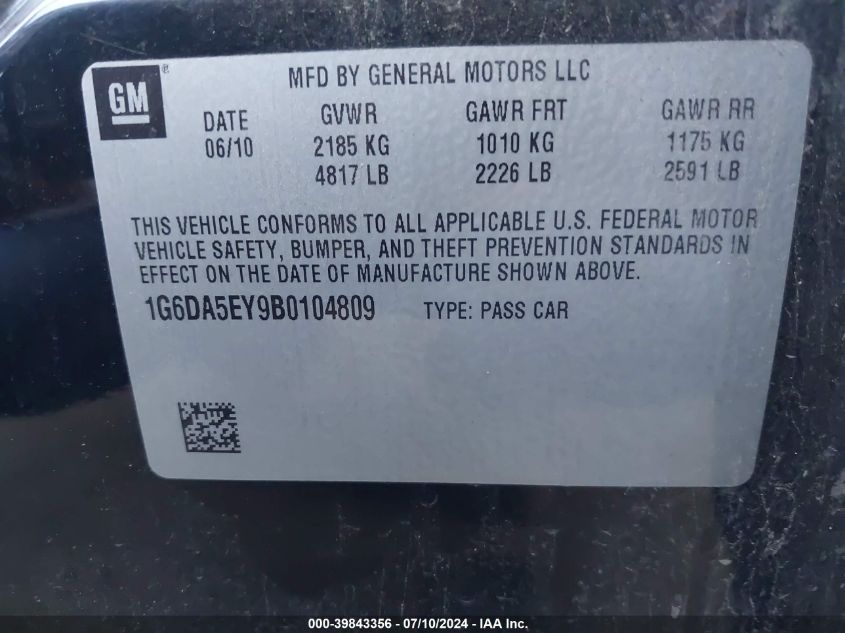 GM®
MFD BY GENERAL MOTORS LLC
DATE GVWR GAWR FRT GAWR RR
06/10 2185 KG 1010 KG 1175 KG
4817 LB 2226 LB 2591 LB
THIS VEHICLE CONFORMS TO ALL APPLICABLE U.S. FEDERAL MOTOR
VEHICLE SAFETY, BUMPER, AND THEFT PREVENTION STANDARDS IN
EFFECT ON THE DATE OF MANUFACTURE SHOWN ABOVE.
1G6DA5EY9B0104809 TYPE: PASS CAR
000-39843356 - 07/10/2024 - IAA Inc.